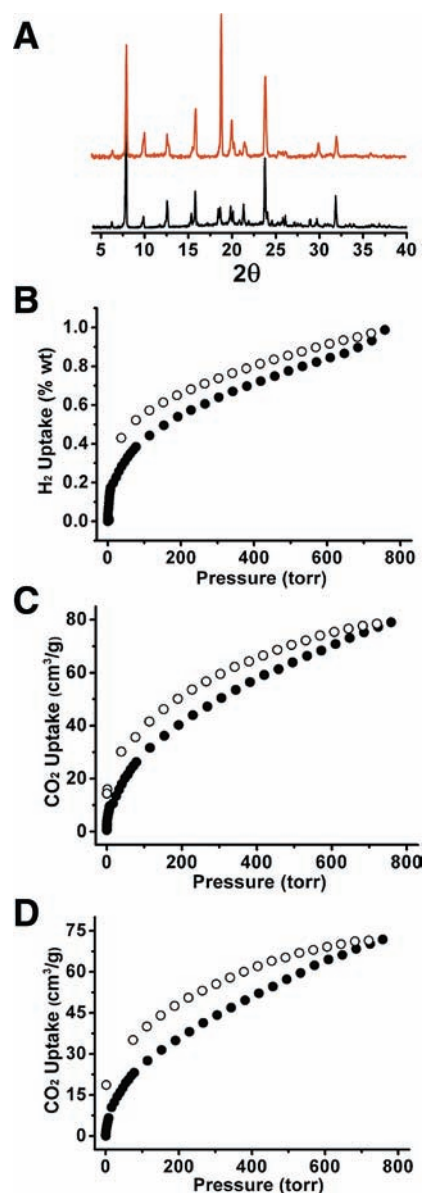 A
5 10 15 20 25 30 35 40
2θ
B
H₂ Uptake (% wt)
1.0
0.8
0.6
0.4
0.2
0.0
0 200 400 600 800
Pressure (torr)
C
CO₂ Uptake (cm³/g)
80
60
40
20
0
0 200 400 600 800
Pressure (torr)
D
CO₂ Uptake (cm³/g)
75
60
45
30
15
0
0 200 400 600 800
Pressure (torr)